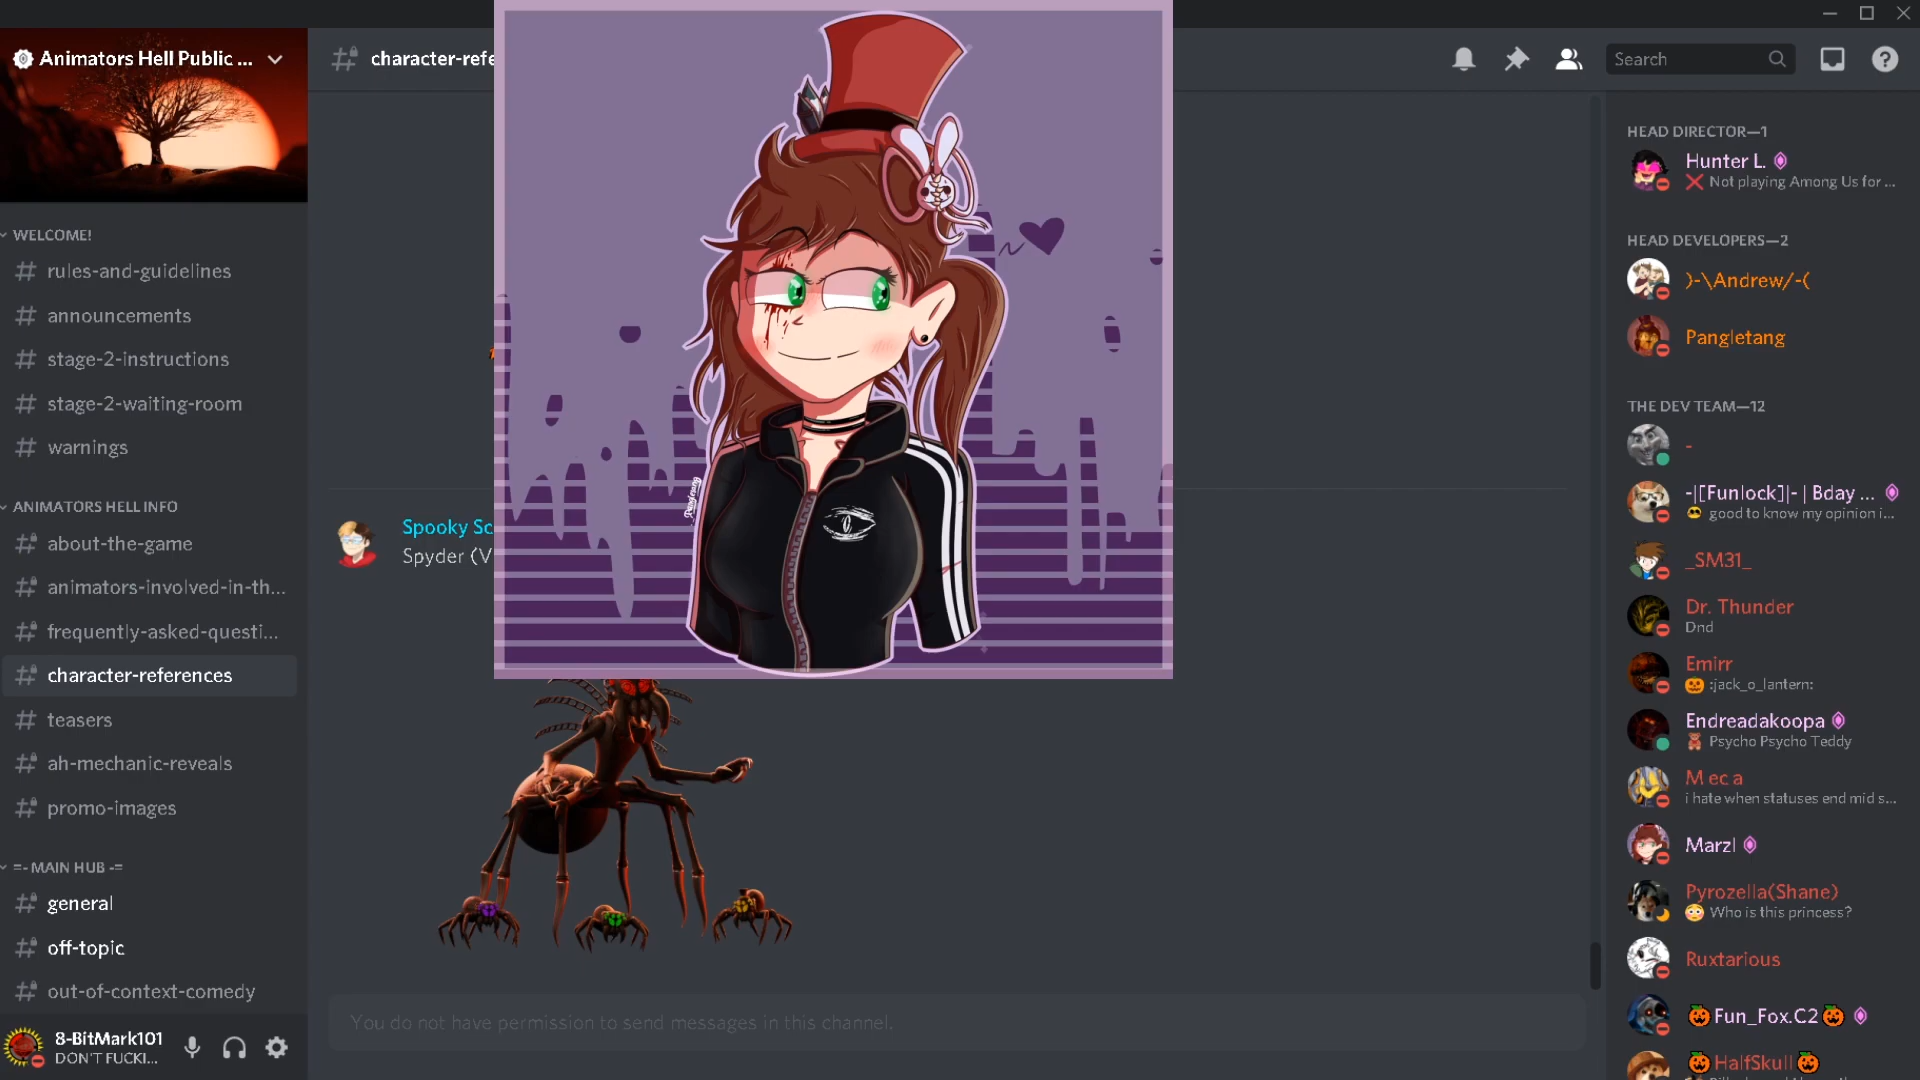 Animators Hell Public ...
WELCOME!
rules-and-guidelines
announcements
stage-2-instructions
stage-2-waiting-room
warnings
ANIMATORS HELL INFO
about-the-game
animators-involved-in-th...
frequently-asked-questi...
character-references
teasers
ah-mechanic-reveals
promo-images
=- MAIN HUB -=
general
off-topic
out-of-context-comedy
8-BitMark101
DON'T FUCKI...
character-refe
Spooky Sc
Spyder (V
You do not have permission to send messages in this channel.
Search
HEAD DIRECTOR—1
Hunter L.
❌ Not playing Among Us for ...
HEAD DEVELOPERS—2
)-\Andrew/-(
Pangletang
THE DEV TEAM—12
-
-|[Funlock]|- | Bday ...
good to know my opinion i...
_SM31_
Dr. Thunder
Dnd
Emirr
🎃 :jack_o_lantern:
Endreadakoopa
🧸 Psycho Psycho Teddy
M ec a
i hate when statuses end mid s...
Marzl
Pyrozella(Shane)
😳 Who is this princess?
Ruxtarious
🎃Fun_Fox.C2🎃
🎃HalfSkull🎃